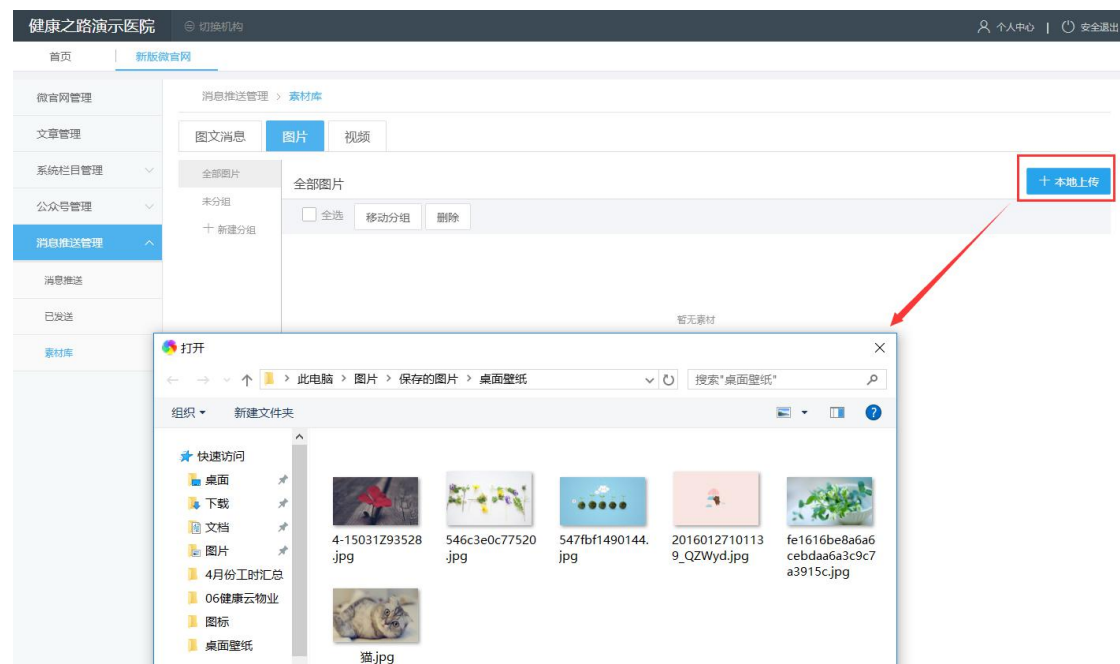 健康之路演示医院 切换机构 个人中心 | 安全退出
首页 新版微官网
微官网管理
文章管理
系统栏目管理
公众号管理
消息推送管理
消息推送
已发送
素材库
消息推送管理 > 素材库
图文消息 图片 视频
全部图片
未分组
+ 新建分组
全部图片
+ 本地上传
全选 移动分组 删除
暂无素材
打开
此电脑 > 图片 > 保存的图片 > 桌面壁纸
搜索"桌面壁纸"
组织 新建文件夹
快速访问
桌面
下载
文档
图片
4月份工时汇总
06健康云物业
图标
桌面壁纸
4-15031Z93528
.jpg
546c3e0c77520
.jpg
547fbf1490144.
jpg
2016012710113
9_QZWyd.jpg
fe1616be8a6a6
cebdaa6a3c9c7
a3915c.jpg
猫.jpg